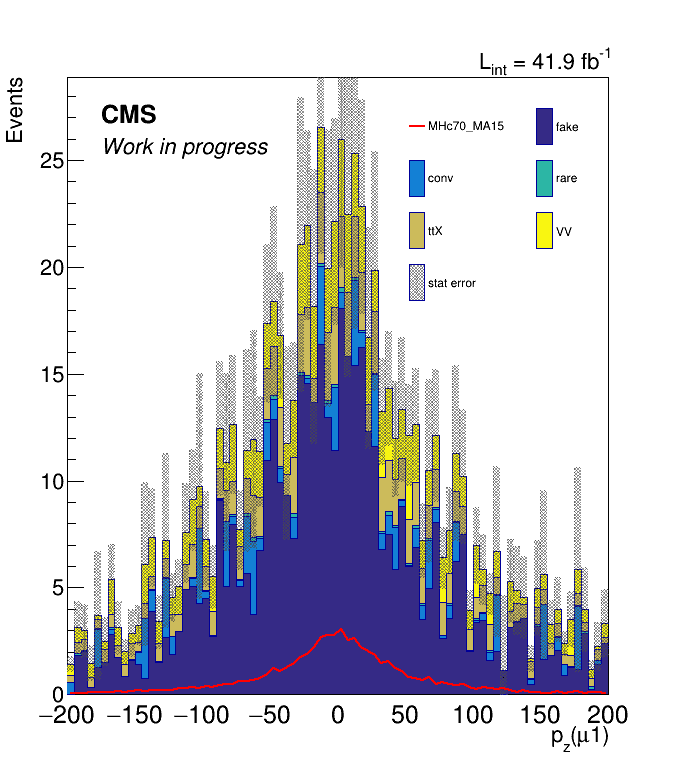 L_int = 41.9 fb^-1
Events
CMS
Work in progress
MHc70_MA15
fake
conv
rare
ttX
VV
stat error
25
20
15
10
5
0
−200 −150 −100 −50 0 50 100 150 200
p_z(μ1)